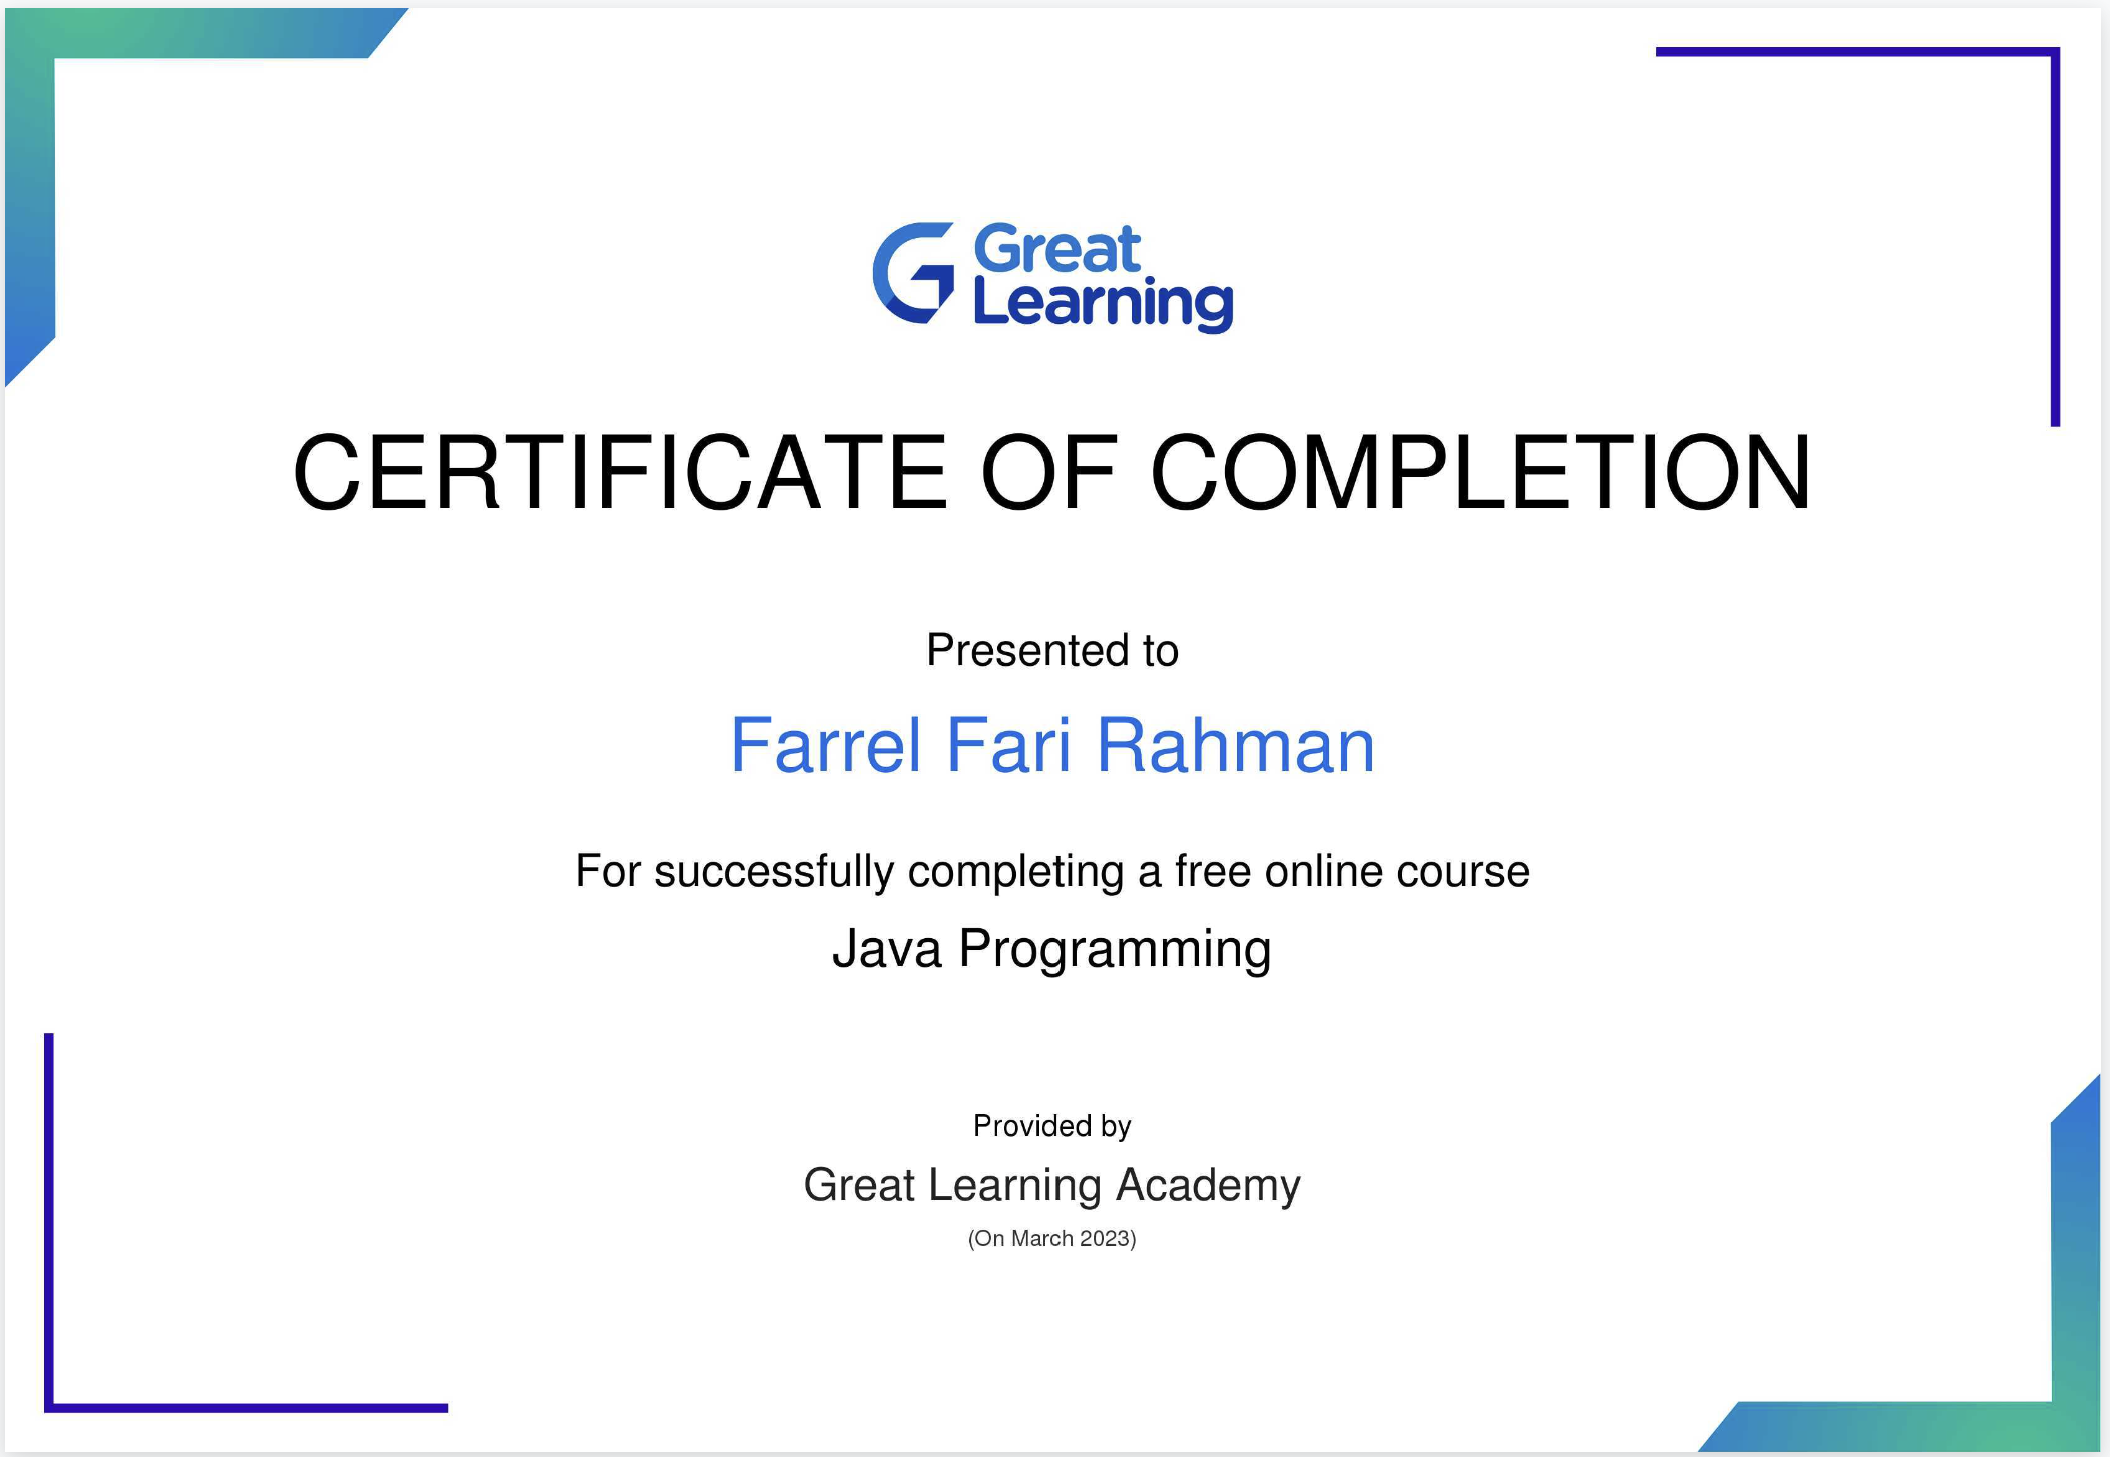 Great
Learning
CERTIFICATE OF COMPLETION
Presented to
Farrel Fari Rahman
For successfully completing a free online course
Java Programming
Provided by
Great Learning Academy
(On March 2023)